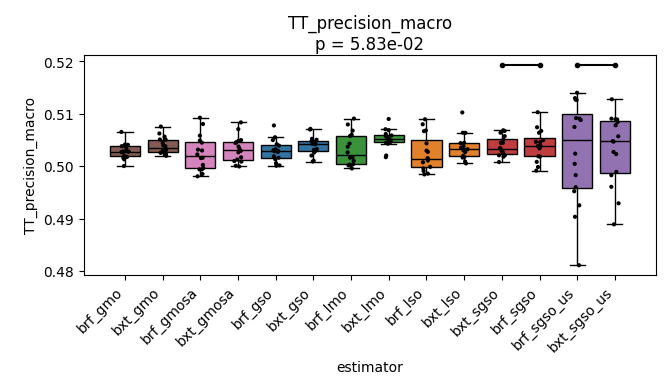 TT_precision_macro
p = 5.83e-02
TT_precision_macro
0.52
0.51
0.50
0.49
0.48
brf_gmo
bxt_gmo
brf_gmosa
bxt_gmosa
brf_gso
bxt_gso
brf_lmo
bxt_lmo
brf_lso
bxt_lso
bxt_sgso
brf_sgso
brf_sgso_us
bxt_sgso_us
estimator